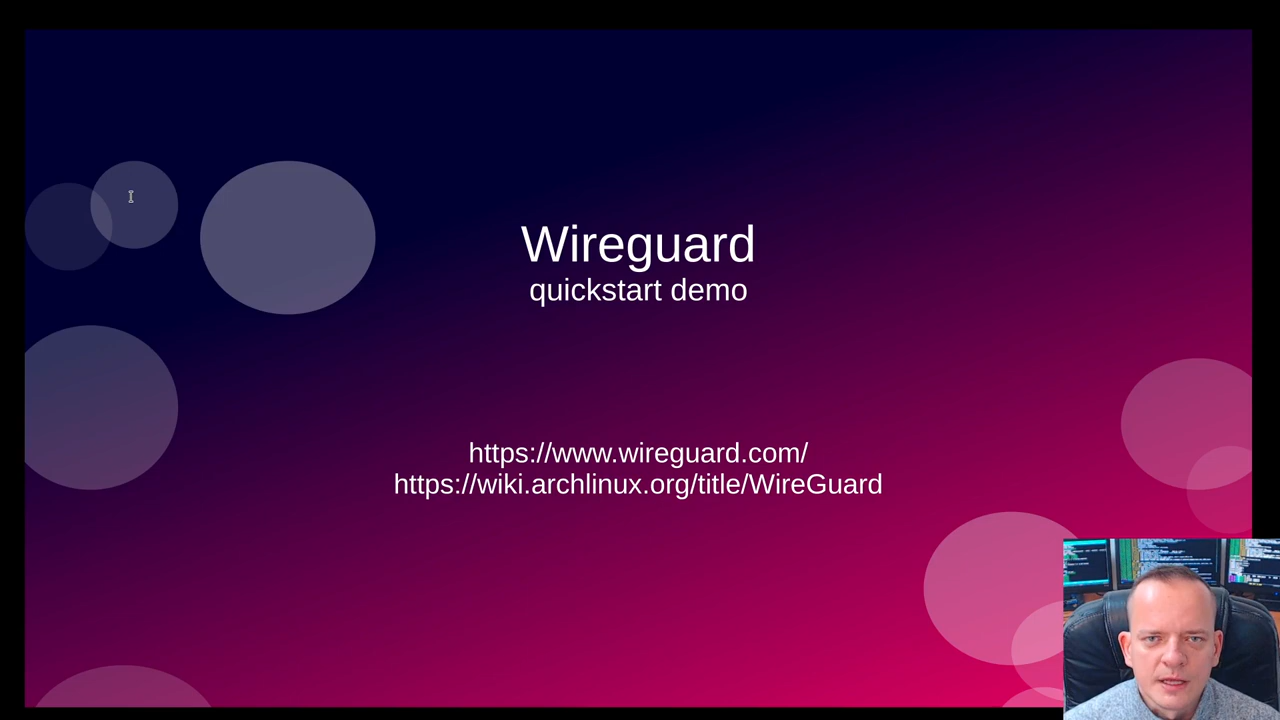 Wireguard
quickstart demo
https://www.wireguard.com/
https://wiki.archlinux.org/title/WireGuard